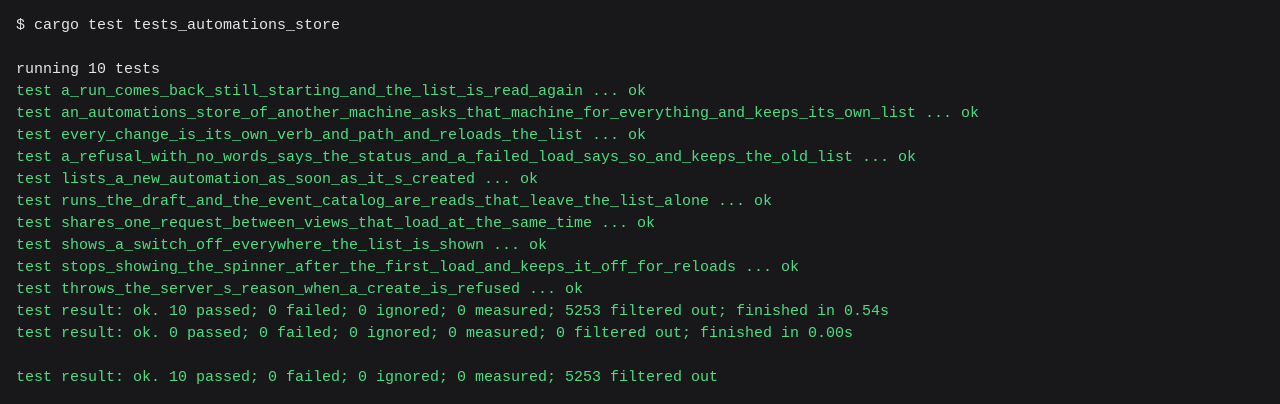 $ cargo test tests_automations_store
running 10 tests
test a_run_comes_back_still_starting_and_the_list_is_read_again ... ok
test an_automations_store_of_another_machine_asks_that_machine_for_everything_and_keeps_its_own_list ... ok
test every_change_is_its_own_verb_and_path_and_reloads_the_list ... ok
test a_refusal_with_no_words_says_the_status_and_a_failed_load_says_so_and_keeps_the_old_list ... ok
test lists_a_new_automation_as_soon_as_it_s_created ... ok
test runs_the_draft_and_the_event_catalog_are_reads_that_leave_the_list_alone ... ok
test shares_one_request_between_views_that_load_at_the_same_time ... ok
test shows_a_switch_off_everywhere_the_list_is_shown ... ok
test stops_showing_the_spinner_after_the_first_load_and_keeps_it_off_for_reloads ... ok
test throws_the_server_s_reason_when_a_create_is_refused ... ok
test result: ok. 10 passed; 0 failed; 0 ignored; 0 measured; 5253 filtered out; finished in 0.54s
test result: ok. 0 passed; 0 failed; 0 ignored; 0 measured; 0 filtered out; finished in 0.00s
test result: ok. 10 passed; 0 failed; 0 ignored; 0 measured; 5253 filtered out